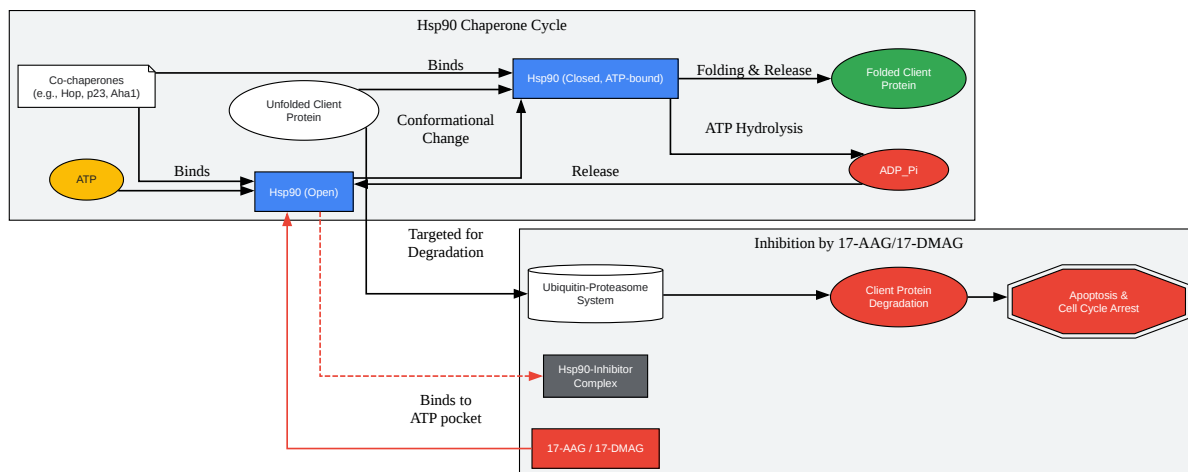 Hsp90 Chaperone Cycle
Co-chaperones
(e.g., Hop, p23, Aha1)
Binds
Hsp90 (Closed, ATP-bound)
Folding & Release
Folded Client
Protein
Unfolded Client
Protein
Conformational
Change
ATP Hydrolysis
ATP
Binds
Hsp90 (Open)
Release
ADP_Pi
Targeted for
Degradation
Inhibition by 17-AAG/17-DMAG
Ubiquitin-Proteasome
System
Client Protein
Degradation
Apoptosis &
Cell Cycle Arrest
Hsp90-Inhibitor
Complex
Binds to
ATP pocket
17-AAG / 17-DMAG